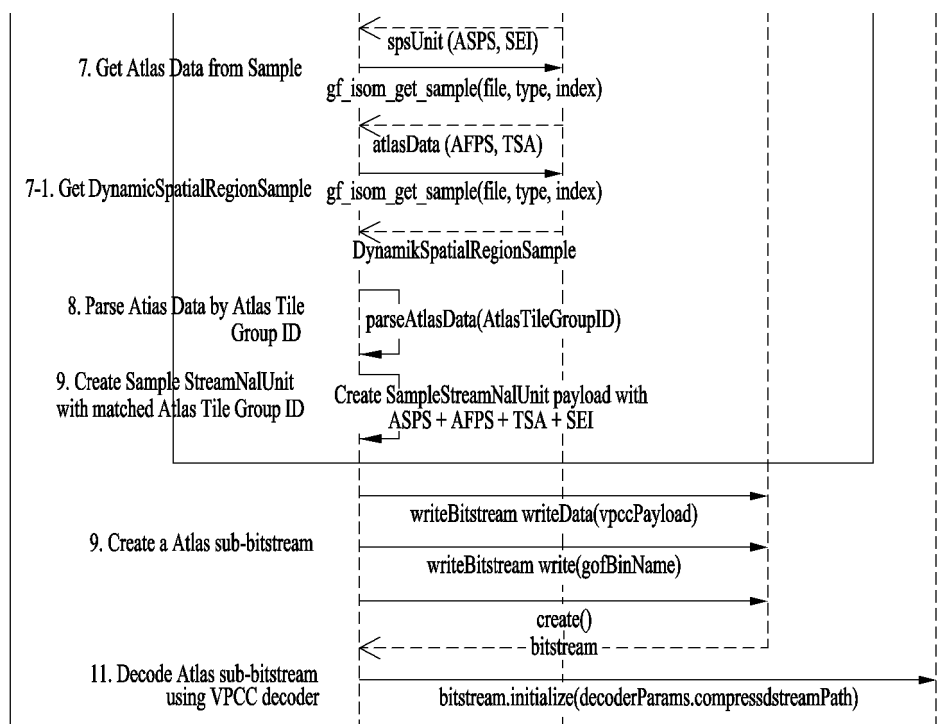 spsUnit (ASPS, SEI)
7. Get Atlas Data from Sample
gf_isom_get_sample(file, type, index)
atlasData (AFPS, TSA)
7-1. Get DynamicSpatialRegionSample
gf_isom_get_sample(file, type, index)
DynamikSpatialRegionSample
8. Parse Atias Data by Atlas Tile
Group ID
parseAtlasData(AtlasTileGroupID)
9. Create Sample StreamNalUnit
with matched Atlas Tile Group ID
Create SampleStreamNalUnit payload with
ASPS + AFPS + TSA + SEI
writeBitstream writeData(vpccPayload)
9. Create a Atlas sub-bitstream
writeBitstream write(gofBinName)
create()
bitstream
11. Decode Atlas sub-bitstream
using VPCC decoder
bitstream.initialize(decoderParams.compressdstreamPath)